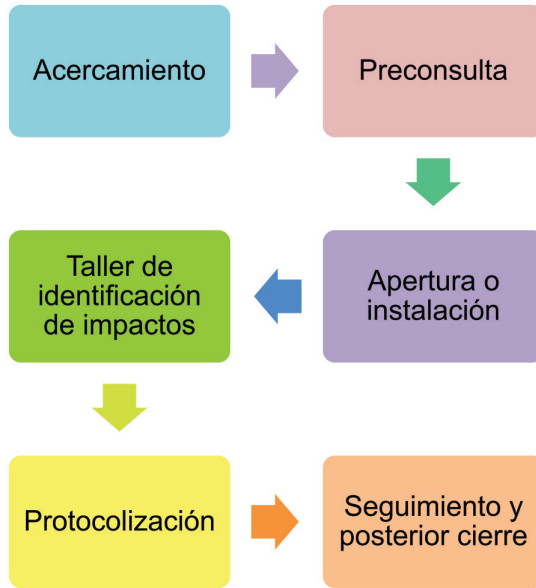 Acercamiento
Preconsulta
Apertura o
instalación
Taller de
identificación
de impactos
Protocolización
Seguimiento y
posterior cierre